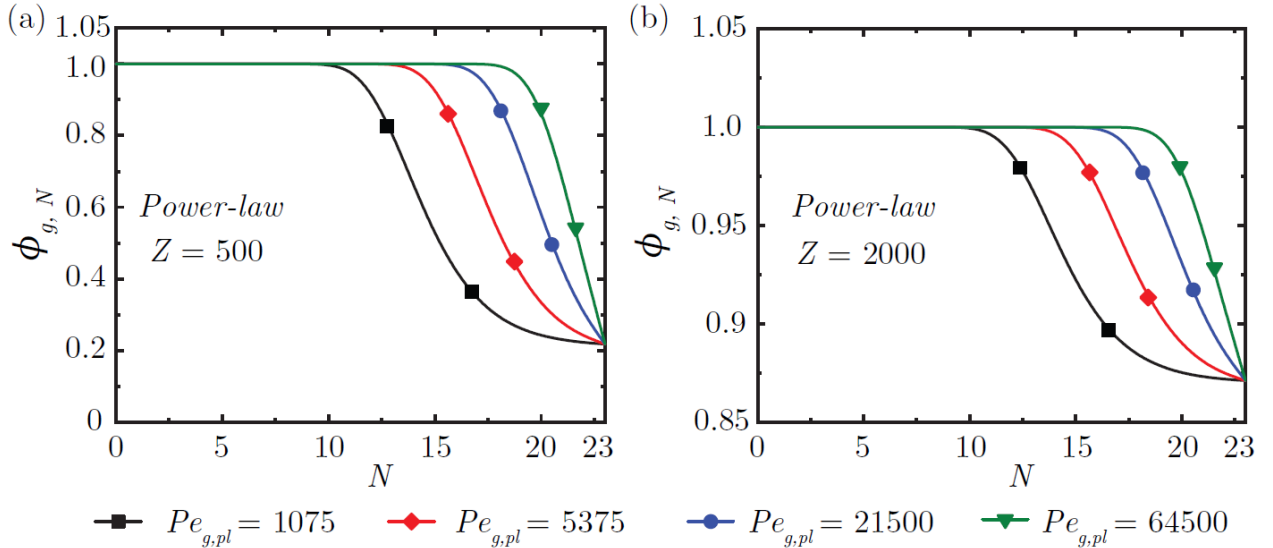 (a)
1.05
1.0
0.8
0.6
0.4
0.2
0
ϕg, N
Power-law
Z = 500
0 5 10 15 20 23
N
(b)
1.05
1.0
0.95
0.9
0.85
ϕg, N
Power-law
Z = 2000
0 5 10 15 20 23
N
Peg,pl = 1075 Peg,pl = 5375 Peg,pl = 21500 Peg,pl = 64500